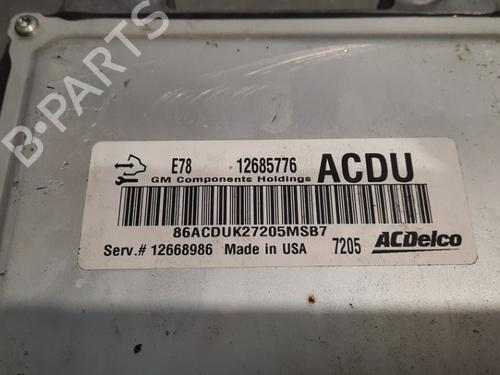 E78 12685776 ACDU
GM Components Holdings
86ACDUK27205MSB7
Serv.# 12668986 Made in USA 7205 ACDelco
B-PARTS